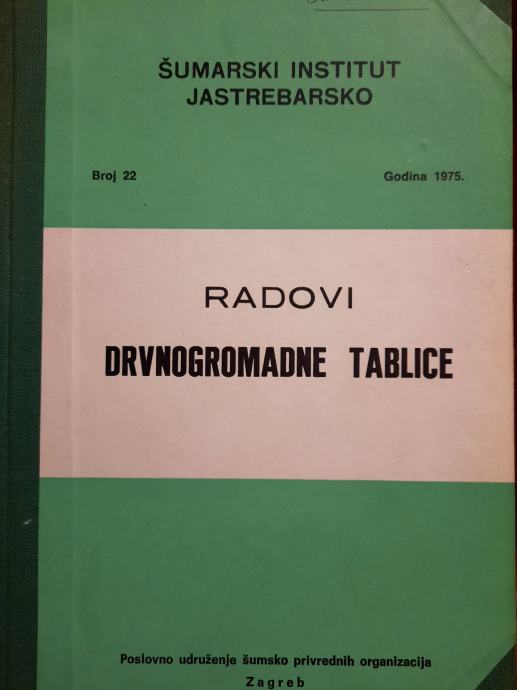 ŠUMARSKI INSTITUT
JASTREBARSKO
Broj 22
Godina 1975.
RADOVI
DRVNOGROMADNE TABLICE
Poslovno udruženje šumsko privrednih organizacija
Zagreb